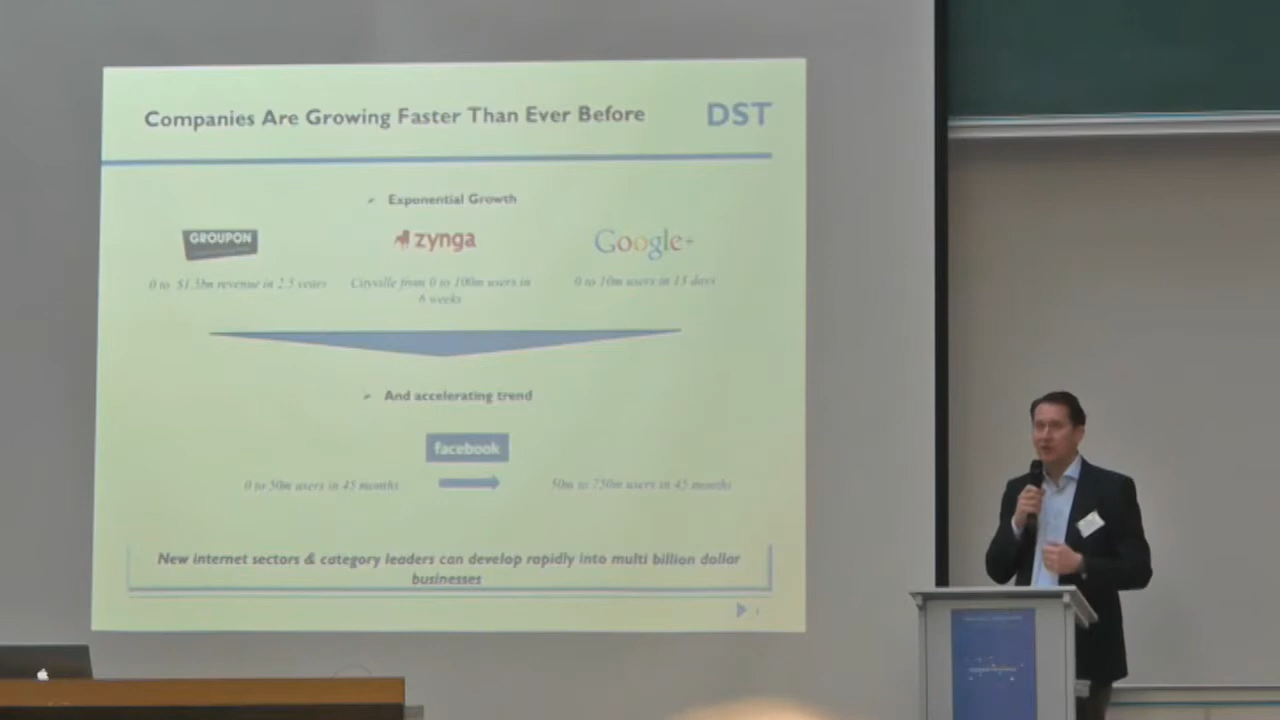 Companies Are Growing Faster Than Ever Before
DST
Exponential Growth
GROUPON
zynga
Google+
0 to $1.5bn revenue in 2.5 years
Cityville from 0 to 100m users in
6 weeks
0 to 10m users in 15 days
And accelerating trend
facebook
0 to 50m users in 45 months
50m to 750m users in 45 months
New internet sectors & category leaders can develop rapidly into multi billion dollar
businesses